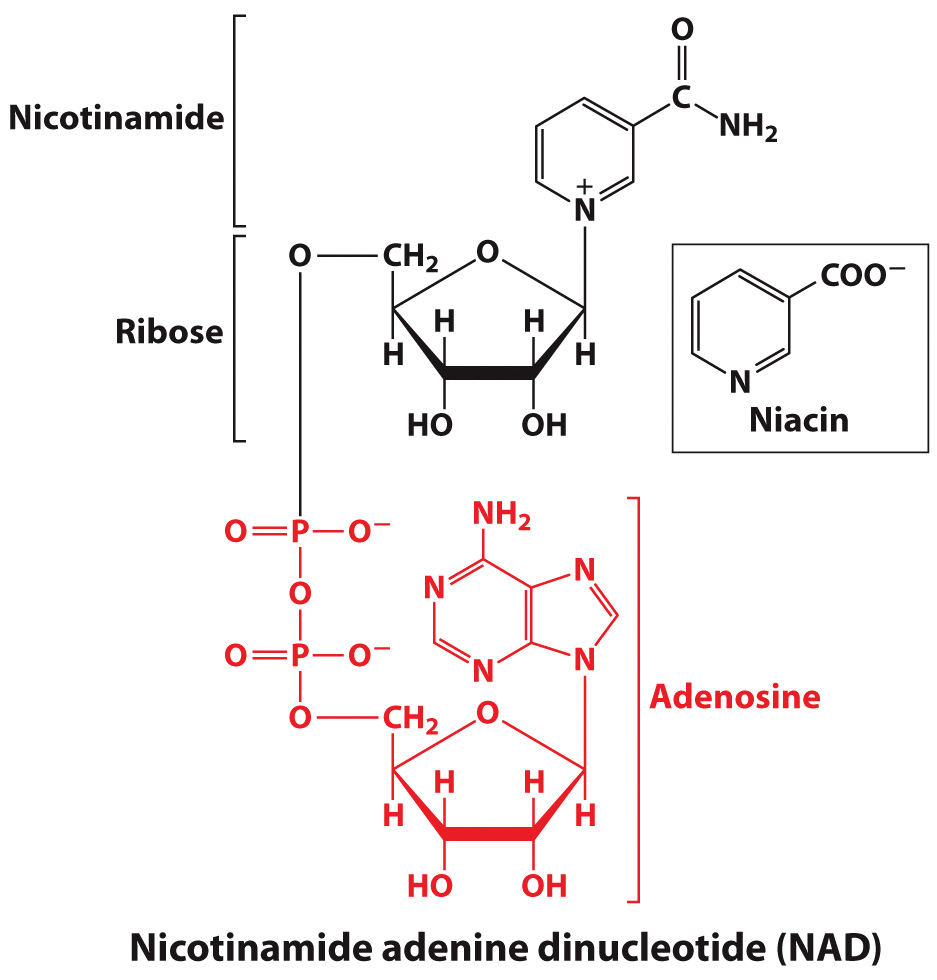 O
C
Nicotinamide
NH₂
+
N
O
CH₂
O
COO⁻
H
H
Ribose
H
H
N
Niacin
HO
OH
NH₂
O
P
O⁻
N
N
O
O
P
O⁻
N
N
Adenosine
O
CH₂
O
H
H
H
H
HO
OH
Nicotinamide adenine dinucleotide (NAD)